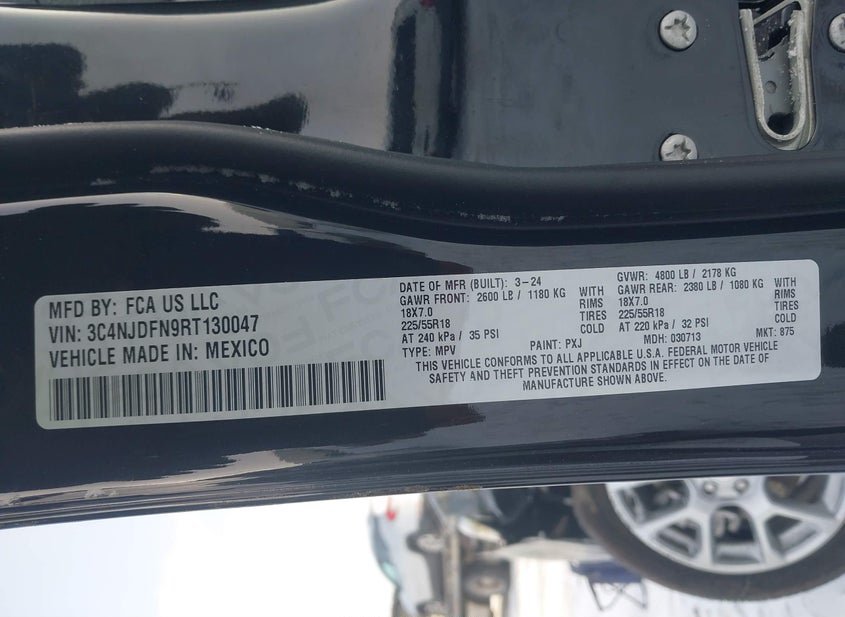 MFD BY: FCA US LLC
VIN: 3C4NJDFN9RT130047
VEHICLE MADE IN: MEXICO
DATE OF MFR (BUILT): 3-24
GAWR FRONT: 2600 LB / 1180 KG WITH
18X7.0 RIMS
225/55R18 TIRES
AT 240 kPa / 35 PSI COLD
GVWR: 4800 LB / 2178 KG
GAWR REAR: 2380 LB / 1080 KG WITH
18X7.0 RIMS
225/55R18 TIRES
AT 220 kPa / 32 PSI COLD
TYPE: MPV PAINT: PXJ MDH: 030713 MKT: 875
THIS VEHICLE CONFORMS TO ALL APPLICABLE U.S.A. FEDERAL MOTOR VEHICLE
SAFETY AND THEFT PREVENTION STANDARDS IN EFFECT ON THE DATE OF
MANUFACTURE SHOWN ABOVE.